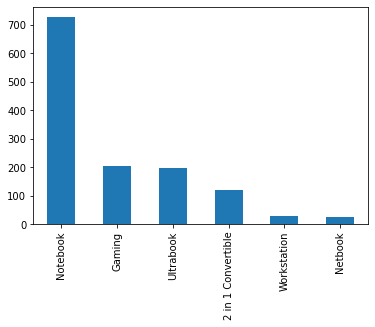 700
600
500
400
300
200
100
0
Notebook
Gaming
Ultrabook
2 in 1 Convertible
Workstation
Netbook